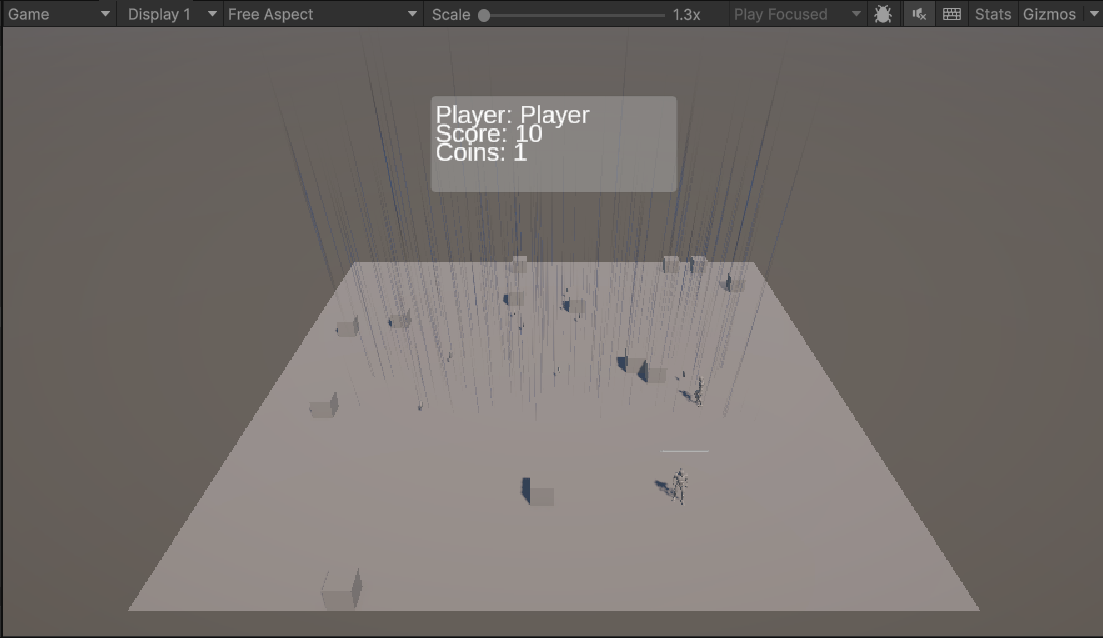 Game Display 1 Free Aspect Scale 1.3x Play Focused Stats Gizmos
Player: Player
Score: 10
Coins: 1